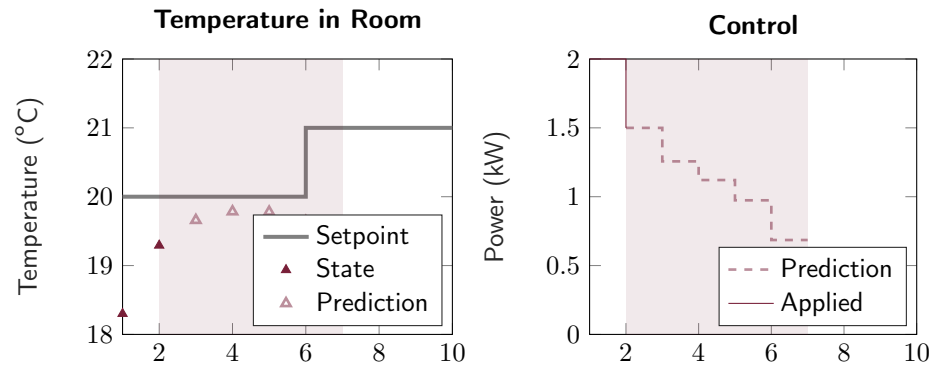 Temperature in Room
Temperature (°C)
22
21
20
19
18
2 4 6 8 10
Setpoint
State
Prediction
Control
Power (kW)
2
1.5
1
0.5
0
2 4 6 8 10
Prediction
Applied